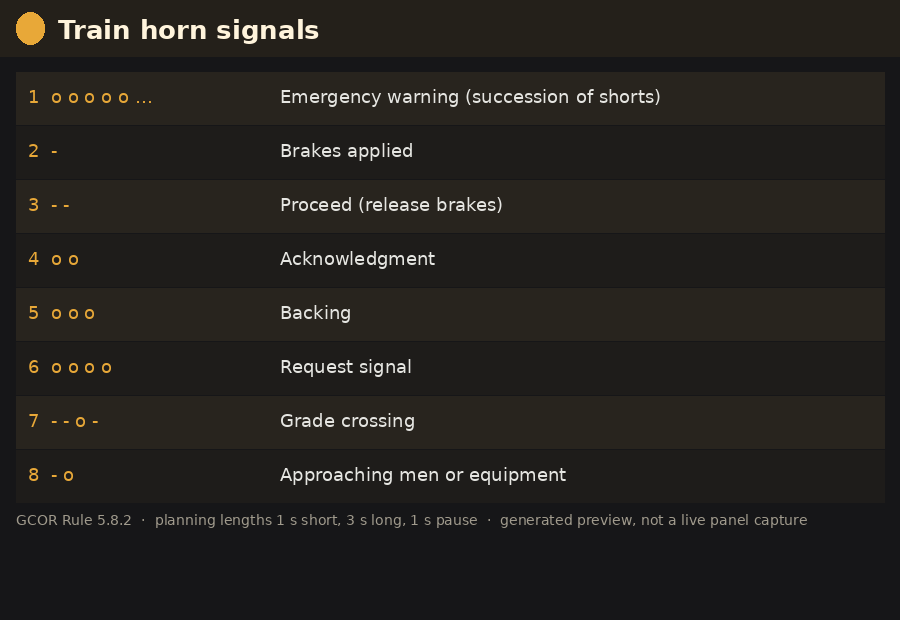 Train horn signals
1 o o o o o ... Emergency warning (succession of shorts)
2 - Brakes applied
3 - - Proceed (release brakes)
4 o o Acknowledgment
5 o o o Backing
6 o o o o Request signal
7 - - o - Grade crossing
8 - o Approaching men or equipment
GCOR Rule 5.8.2 · planning lengths 1 s short, 3 s long, 1 s pause · generated preview, not a live panel capture